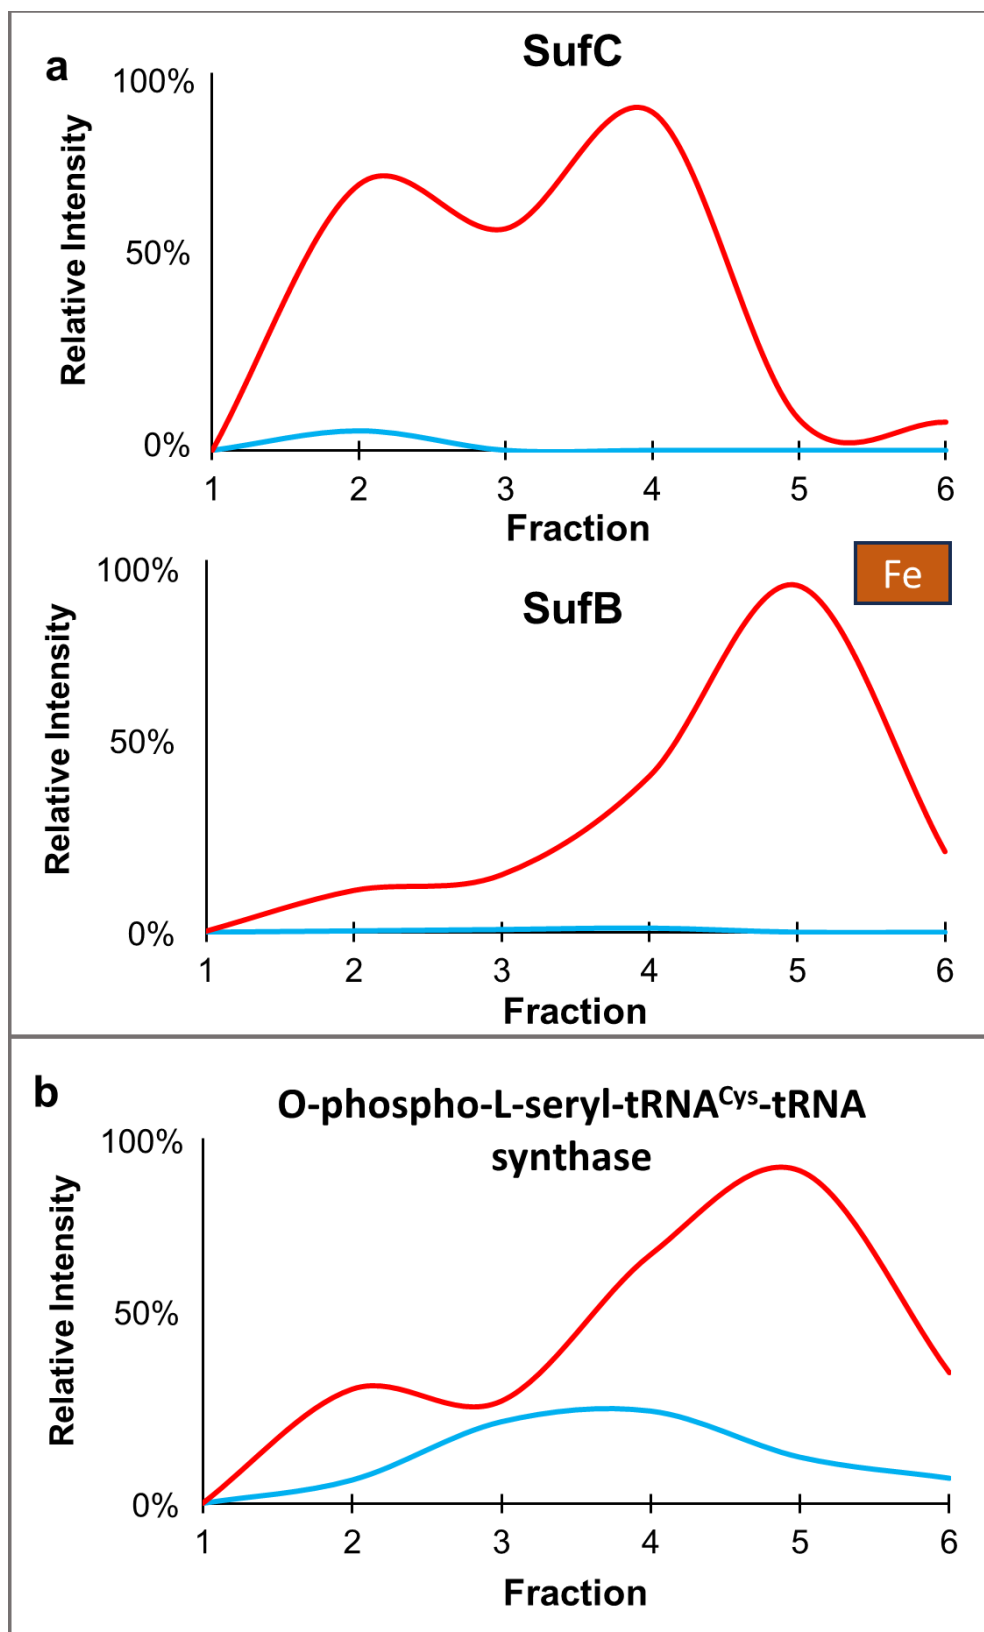 a
SufC
100%
50%
0%
Relative Intensity
1 2 3 4 5 6
Fraction
Fe
SufB
100%
50%
0%
Relative Intensity
1 2 3 4 5 6
Fraction
b
O-phospho-L-seryl-tRNAᶜʸˢ-tRNA
synthase
100%
50%
0%
Relative Intensity
1 2 3 4 5 6
Fraction